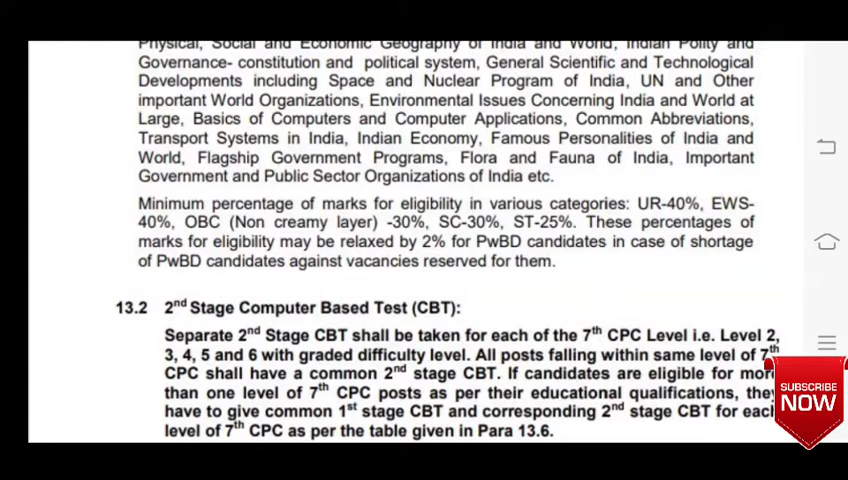 Physical, Social and Economic Geography of India and World, Indian Polity and
Governance- constitution and political system, General Scientific and Technological
Developments including Space and Nuclear Program of India, UN and Other
important World Organizations, Environmental Issues Concerning India and World at
Large, Basics of Computers and Computer Applications, Common Abbreviations,
Transport Systems in India, Indian Economy, Famous Personalities of India and
World, Flagship Government Programs, Flora and Fauna of India, Important
Government and Public Sector Organizations of India etc.
Minimum percentage of marks for eligibility in various categories: UR-40%, EWS-
40%, OBC (Non creamy layer) -30%, SC-30%, ST-25%. These percentages of
marks for eligibility may be relaxed by 2% for PwBD candidates in case of shortage
of PwBD candidates against vacancies reserved for them.
13.2 2nd Stage Computer Based Test (CBT):
Separate 2nd Stage CBT shall be taken for each of the 7th CPC Level i.e. Level 2,
3, 4, 5 and 6 with graded difficulty level. All posts falling within same level of 7th
CPC shall have a common 2nd stage CBT. If candidates are eligible for more
than one level of 7th CPC posts as per their educational qualifications, they
have to give common 1st stage CBT and corresponding 2nd stage CBT for each
level of 7th CPC as per the table given in Para 13.6.
SUBSCRIBE
NOW